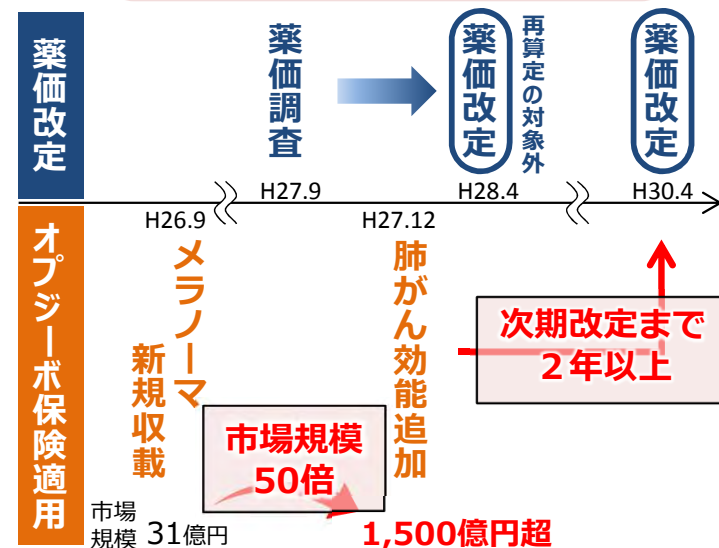 薬価改定
薬価調査
薬価改定
再算定の対象外
薬価改定
H27.9
H28.4
H30.4
H26.9
H27.12
オプジーボ保険適用
メラノーマ
新規収載
肺がん効能追加
次期改定まで
２年以上
市場規模
50倍
市場
規模
31億円
1,500億円超